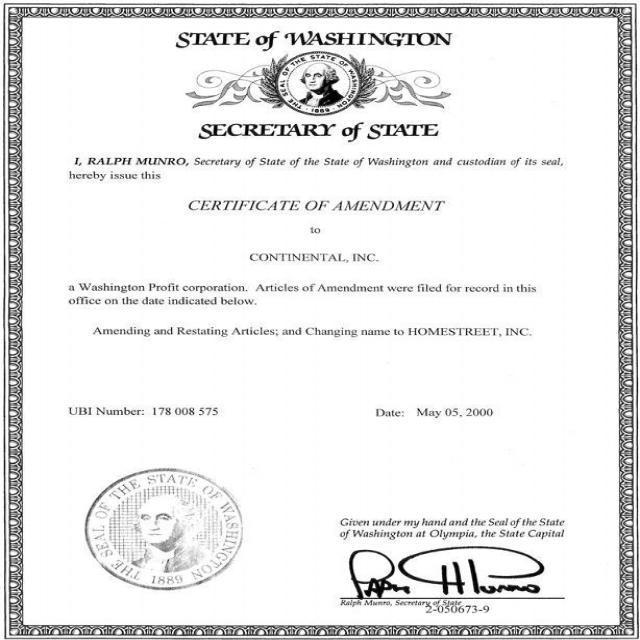 STATE of WASHINGTON
THE SEAL OF THE STATE OF WASHINGTON
1889
SECRETARY of STATE
I, RALPH MUNRO, Secretary of State of the State of Washington and custodian of its seal,
hereby issue this
CERTIFICATE OF AMENDMENT
to
CONTINENTAL, INC.
a Washington Profit corporation. Articles of Amendment were filed for record in this
office on the date indicated below.
Amending and Restating Articles; and Changing name to HOMESTREET, INC.
UBI Number: 178 008 575
Date: May 05, 2000
THE SEAL OF THE STATE OF WASHINGTON
1889
Given under my hand and the Seal of the State
of Washington at Olympia, the State Capital
Ralph Munro
Ralph Munro, Secretary of State
2-050673-9